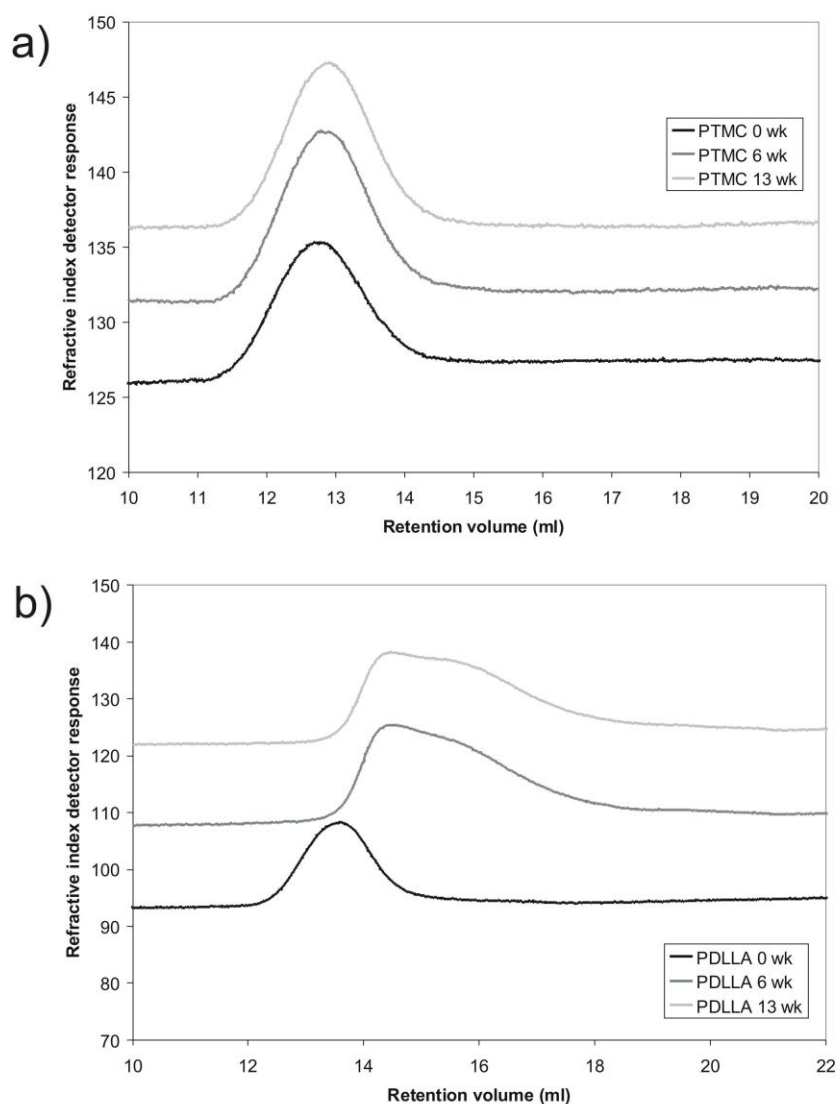 a)
150
145
140
135
130
125
120
Refractive index detector response
PTMC 0 wk
PTMC 6 wk
PTMC 13 wk
10 11 12 13 14 15 16 17 18 19 20
Retention volume (ml)
b)
150
140
130
120
110
100
90
80
70
Refractive index detector response
PDLLA 0 wk
PDLLA 6 wk
PDLLA 13 wk
10 12 14 16 18 20 22
Retention volume (ml)